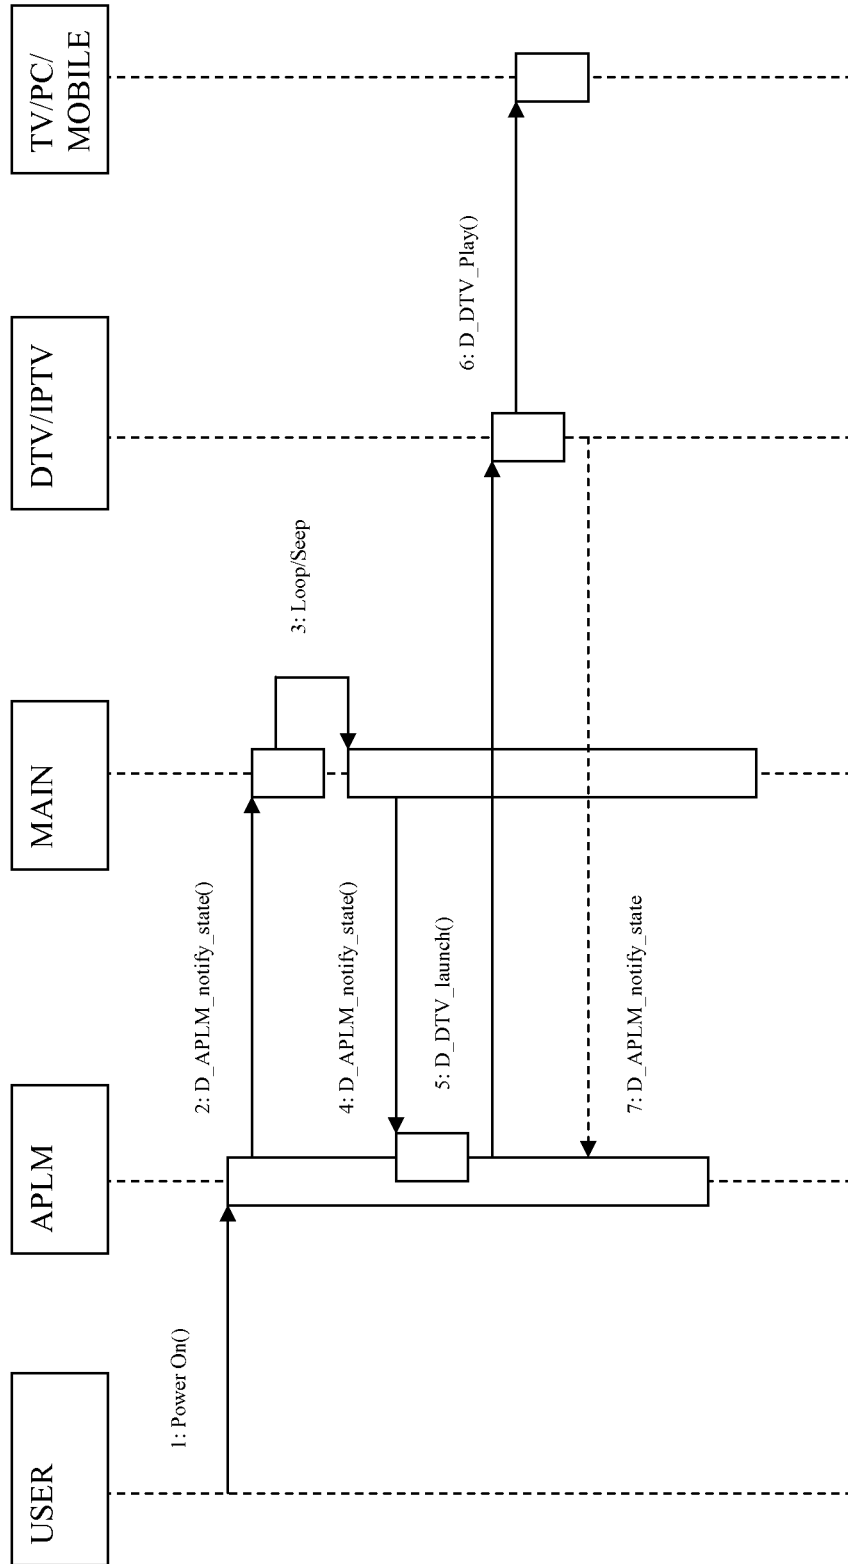 USER
APLM
MAIN
DTV/IPTV
TV/PC/
MOBILE
1: Power On()
2: D_APLM_notify_state()
3: Loop/Seep
4: D_APLM_notify_state()
5: D_DTV_launch()
6: D_DTV_Play()
7: D_APLM_notify_state